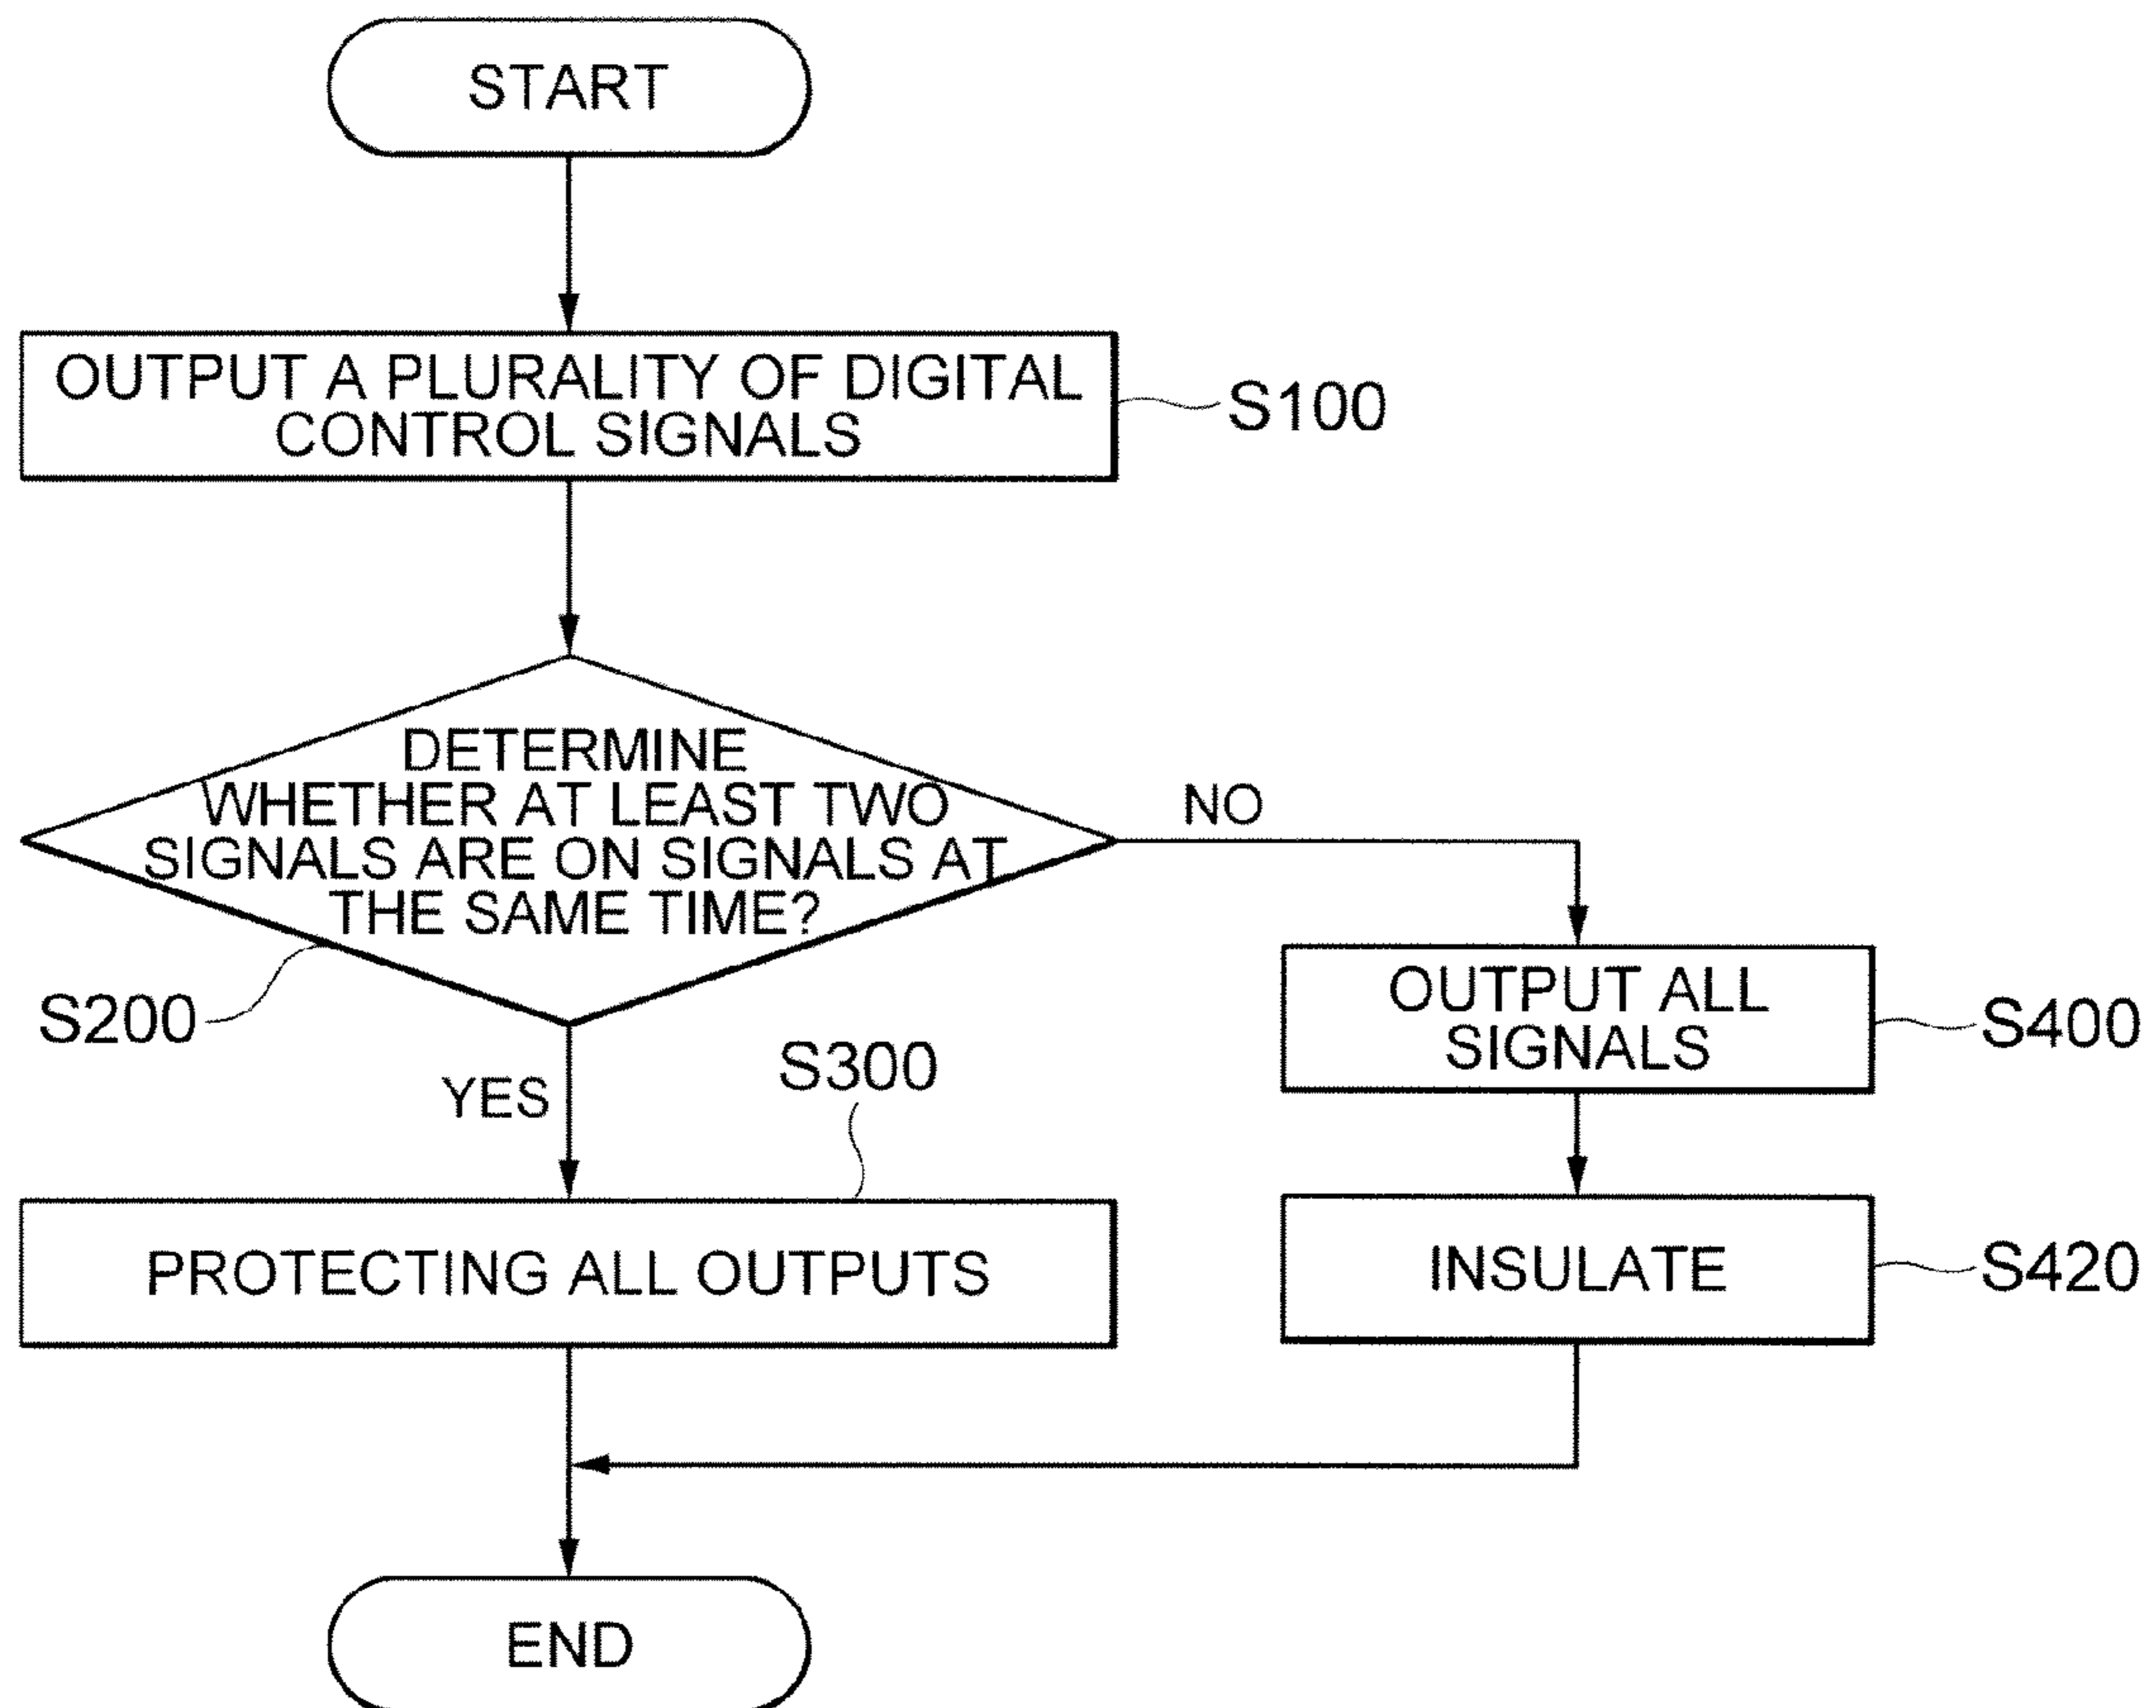 START
OUTPUT A PLURALITY OF DIGITAL
CONTROL SIGNALS
S100
DETERMINE
WHETHER AT LEAST TWO
SIGNALS ARE ON SIGNALS AT
THE SAME TIME?
NO
S200
YES
S300
OUTPUT ALL
SIGNALS
S400
PROTECTING ALL OUTPUTS
INSULATE
S420
END